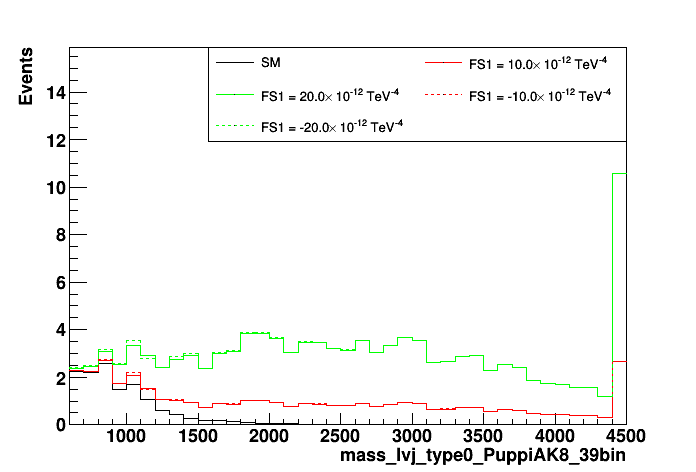 Events
SM
FS1 = 10.0× 10^-12 TeV^-4
FS1 = 20.0× 10^-12 TeV^-4
FS1 = -10.0× 10^-12 TeV^-4
FS1 = -20.0× 10^-12 TeV^-4
14
12
10
8
6
4
2
0
1000 1500 2000 2500 3000 3500 4000 4500
mass_lvj_type0_PuppiAK8_39bin